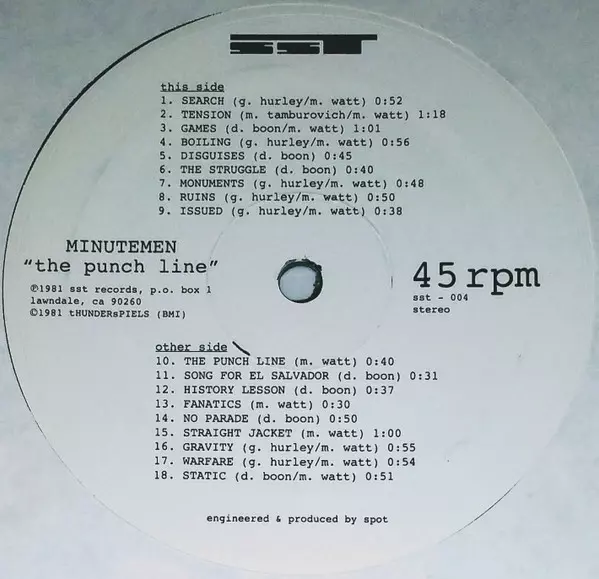 SST
this side
1. SEARCH (g. hurley/m. watt) 0:52
2. TENSION (m. tamburovich/m. watt) 1:18
3. GAMES (d. boon/m. watt) 1:01
4. BOILING (g. hurley/m. watt) 0:56
5. DISGUISES (d. boon) 0:45
6. THE STRUGGLE (d. boon) 0:40
7. MONUMENTS (g. hurley/m. watt) 0:48
8. RUINS (g. hurley/m. watt) 0:50
9. ISSUED (g. hurley/m. watt) 0:38
MINUTEMEN
"the punch line"
℗1981 sst records, p.o. box 1
lawndale, ca 90260
©1981 tHUNDERsPIELS (BMI)
45 rpm
sst - 004
stereo
other side
10. THE PUNCH LINE (m. watt) 0:40
11. SONG FOR EL SALVADOR (d. boon) 0:31
12. HISTORY LESSON (d. boon) 0:37
13. FANATICS (m. watt) 0:30
14. NO PARADE (d. boon) 0:50
15. STRAIGHT JACKET (m. watt) 1:00
16. GRAVITY (g. hurley/m. watt) 0:55
17. WARFARE (g. hurley/m. watt) 0:54
18. STATIC (d. boon/m. watt) 0:51
engineered & produced by spot